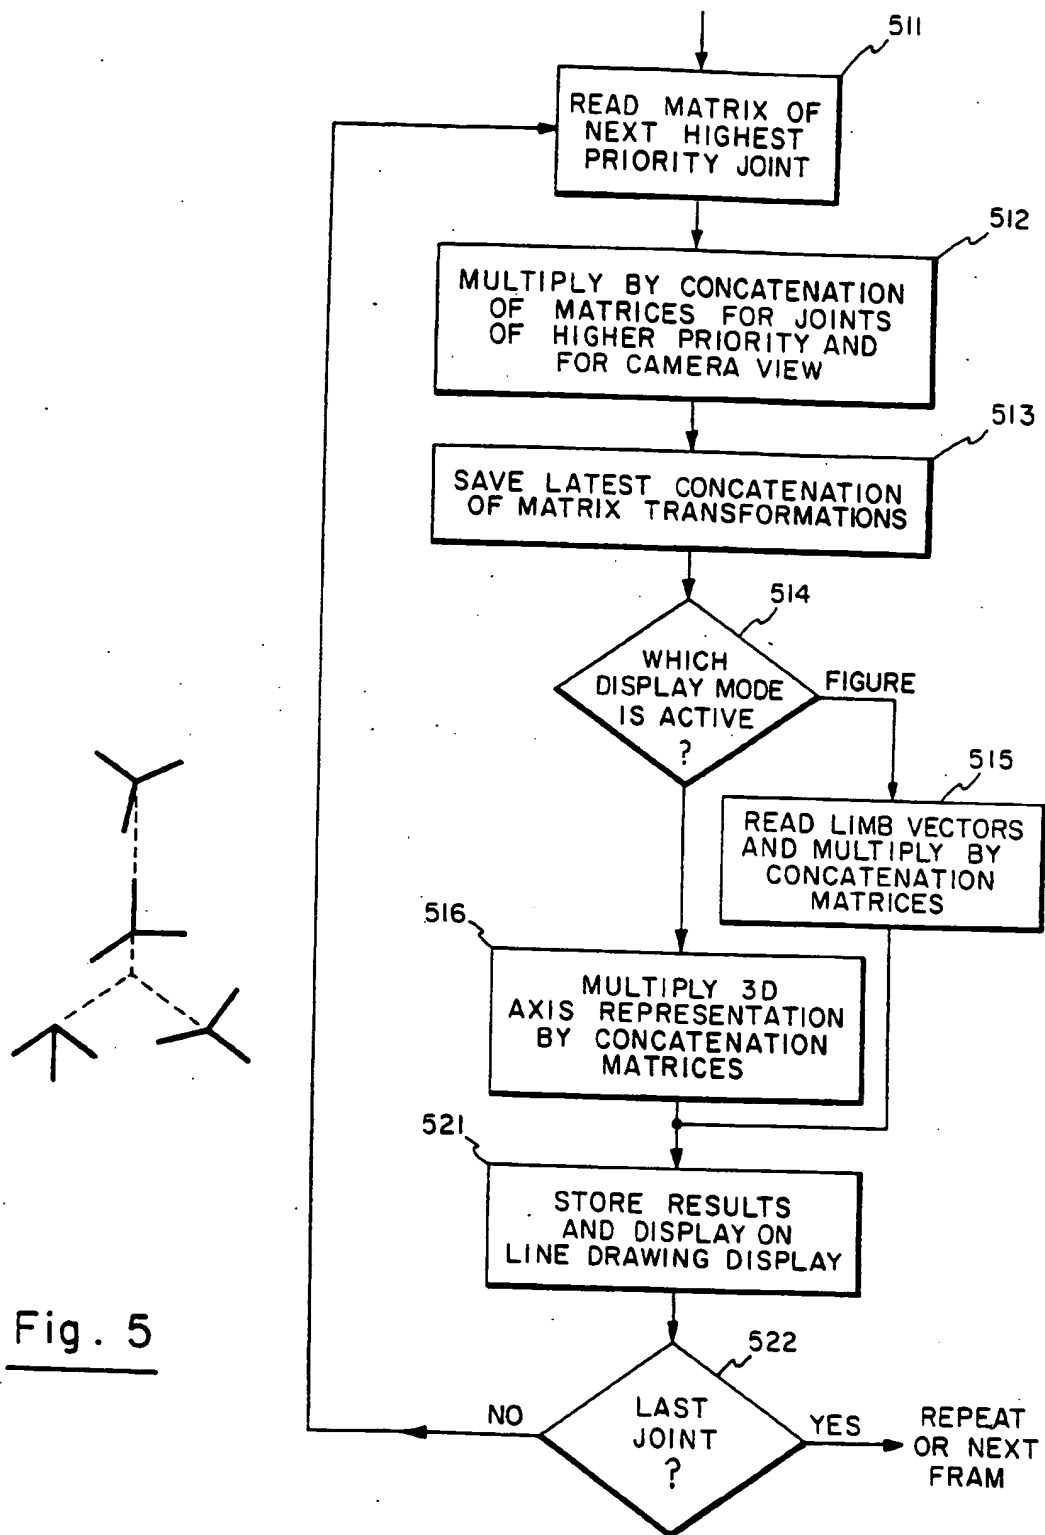 511
READ MATRIX OF
NEXT HIGHEST
PRIORITY JOINT
512
MULTIPLY BY CONCATENATION
OF MATRICES FOR JOINTS
OF HIGHER PRIORITY AND
FOR CAMERA VIEW
513
SAVE LATEST CONCATENATION
OF MATRIX TRANSFORMATIONS
514
WHICH
DISPLAY MODE
IS ACTIVE
?
FIGURE
515
READ LIMB VECTORS
AND MULTIPLY BY
CONCATENATION
MATRICES
516
MULTIPLY 3D
AXIS REPRESENTATION
BY CONCATENATION
MATRICES
521
STORE RESULTS
AND DISPLAY ON
LINE DRAWING DISPLAY
522
LAST
JOINT
?
NO
YES
REPEAT
OR NEXT
FRAM
Fig. 5